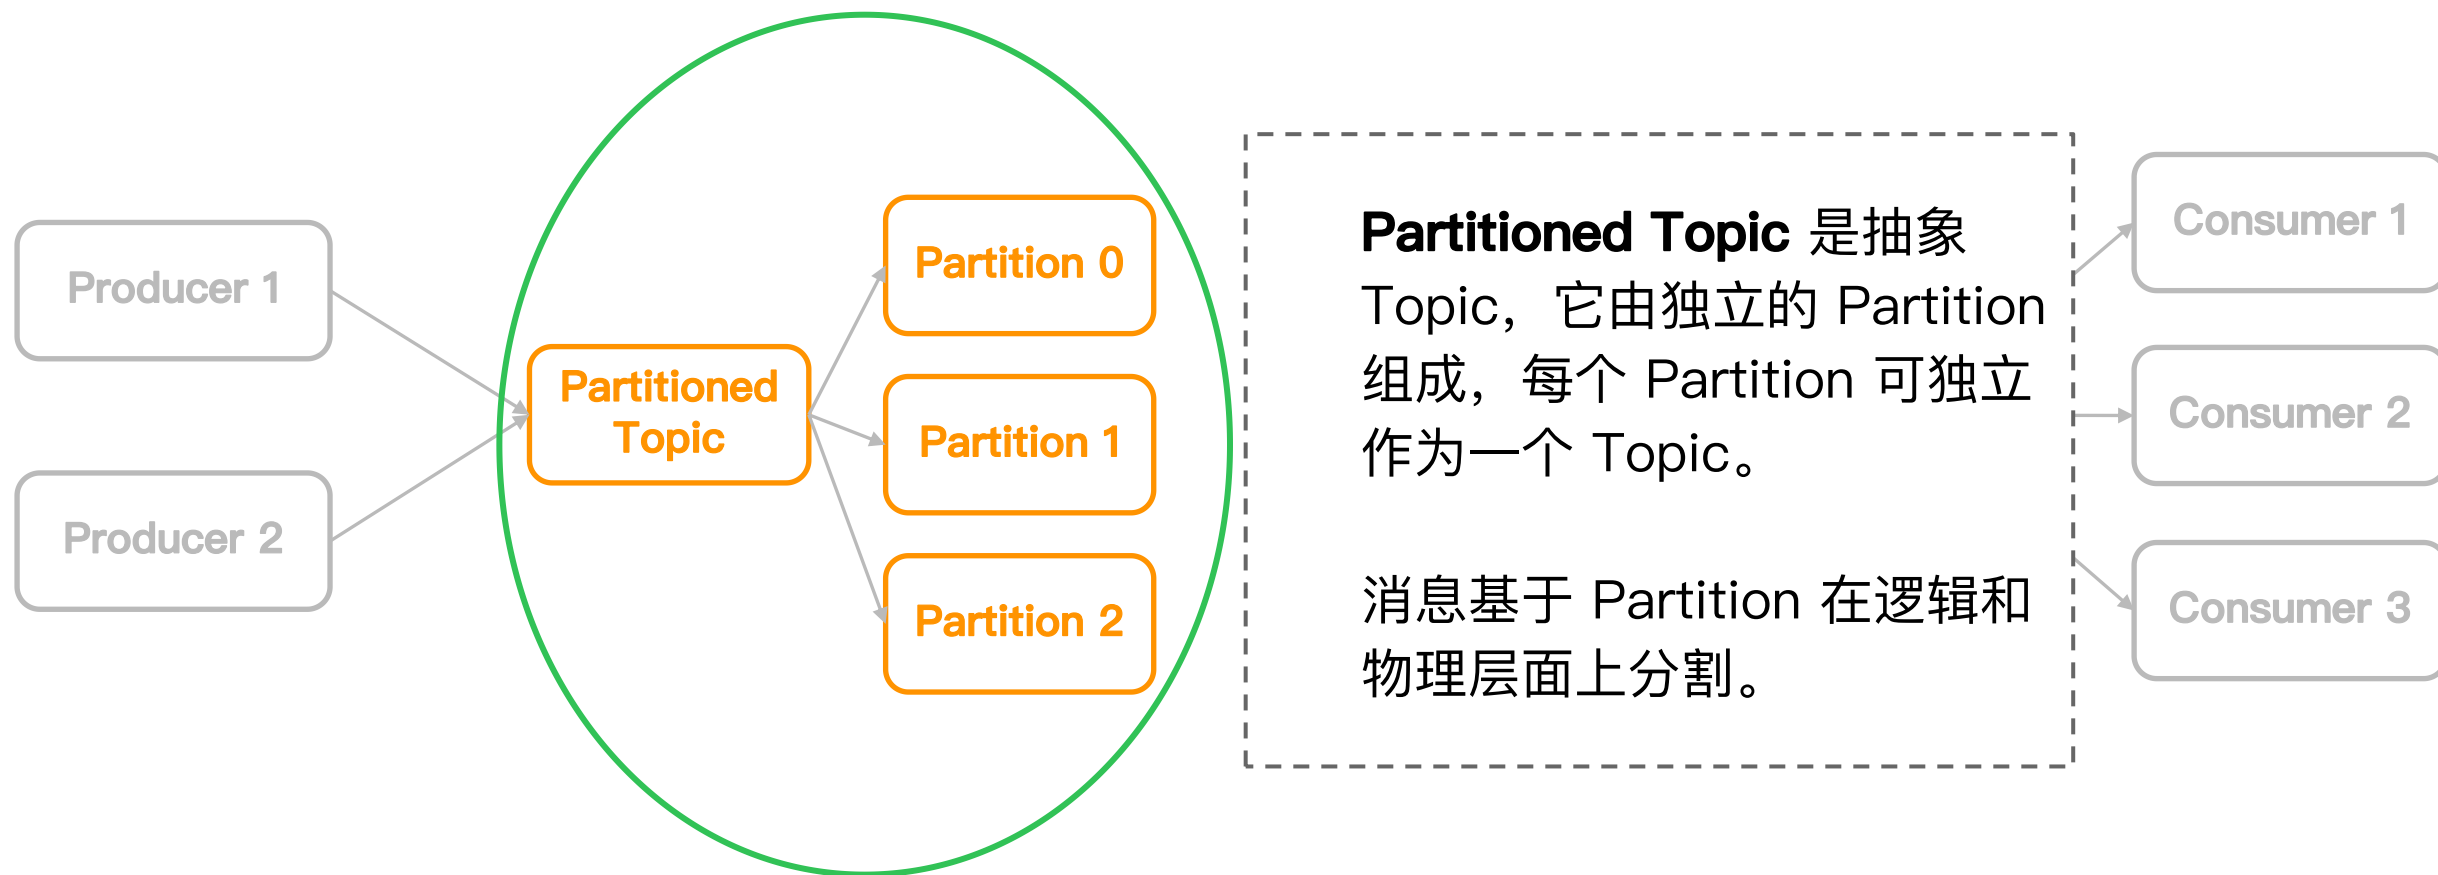 Producer 1
Producer 2
Partitioned
Topic
Partition 0
Partition 1
Partition 2
Partitioned Topic 是抽象
Topic，它由独立的 Partition
组成，每个 Partition 可独立
作为一个 Topic。
消息基于 Partition 在逻辑和
物理层面上分割。
Consumer 1
Consumer 2
Consumer 3